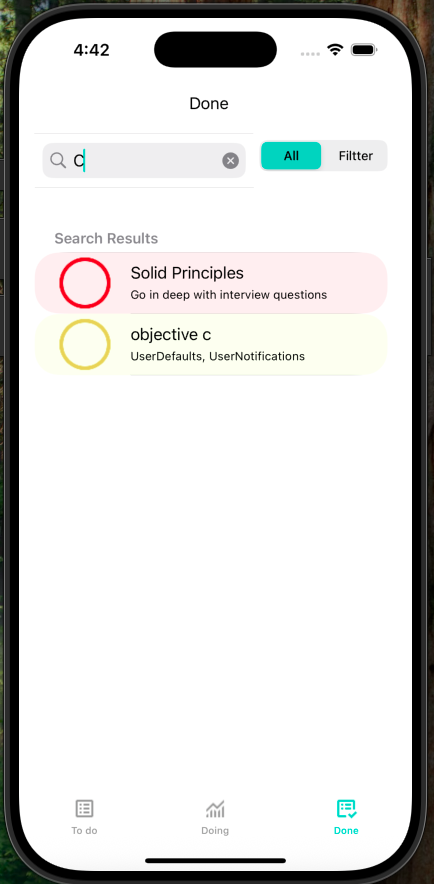 4:42
Done
C
All
Filtter
Search Results
Solid Principles
Go in deep with interview questions
objective c
UserDefaults, UserNotifications
To do
Doing
Done